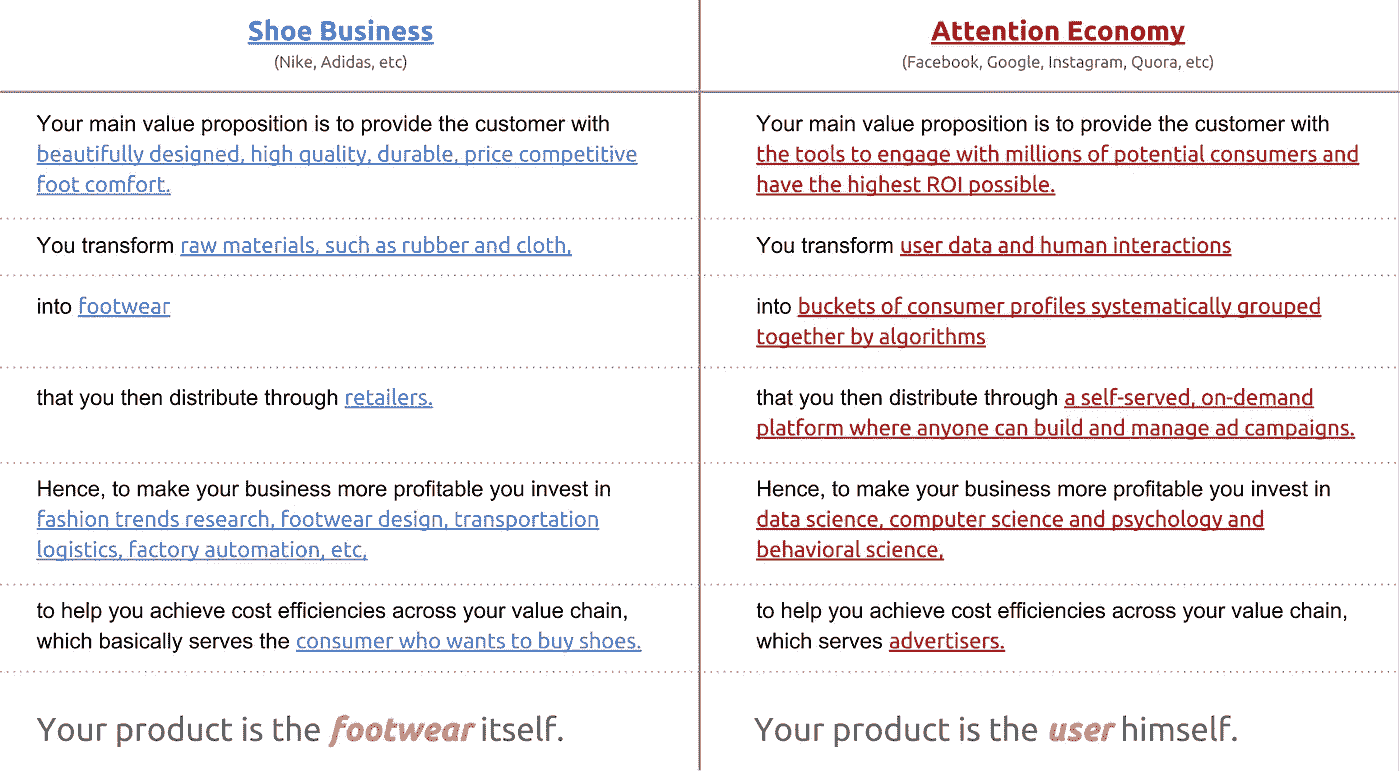 Shoe Business
(Nike, Adidas, etc)
Your main value proposition is to provide the customer with
beautifully designed, high quality, durable, price competitive
foot comfort.
You transform raw materials, such as rubber and cloth,
into footwear
that you then distribute through retailers.
Hence, to make your business more profitable you invest in
fashion trends research, footwear design, transportation
logistics, factory automation, etc,
to help you achieve cost efficiencies across your value chain,
which basically serves the consumer who wants to buy shoes.
Your product is the footwear itself.
Attention Economy
(Facebook, Google, Instagram, Quora, etc)
Your main value proposition is to provide the customer with
the tools to engage with millions of potential consumers and
have the highest ROI possible.
You transform user data and human interactions
into buckets of consumer profiles systematically grouped
together by algorithms
that you then distribute through a self-served, on-demand
platform where anyone can build and manage ad campaigns.
Hence, to make your business more profitable you invest in
data science, computer science and psychology and
behavioral science,
to help you achieve cost efficiencies across your value chain,
which serves advertisers.
Your product is the user himself.